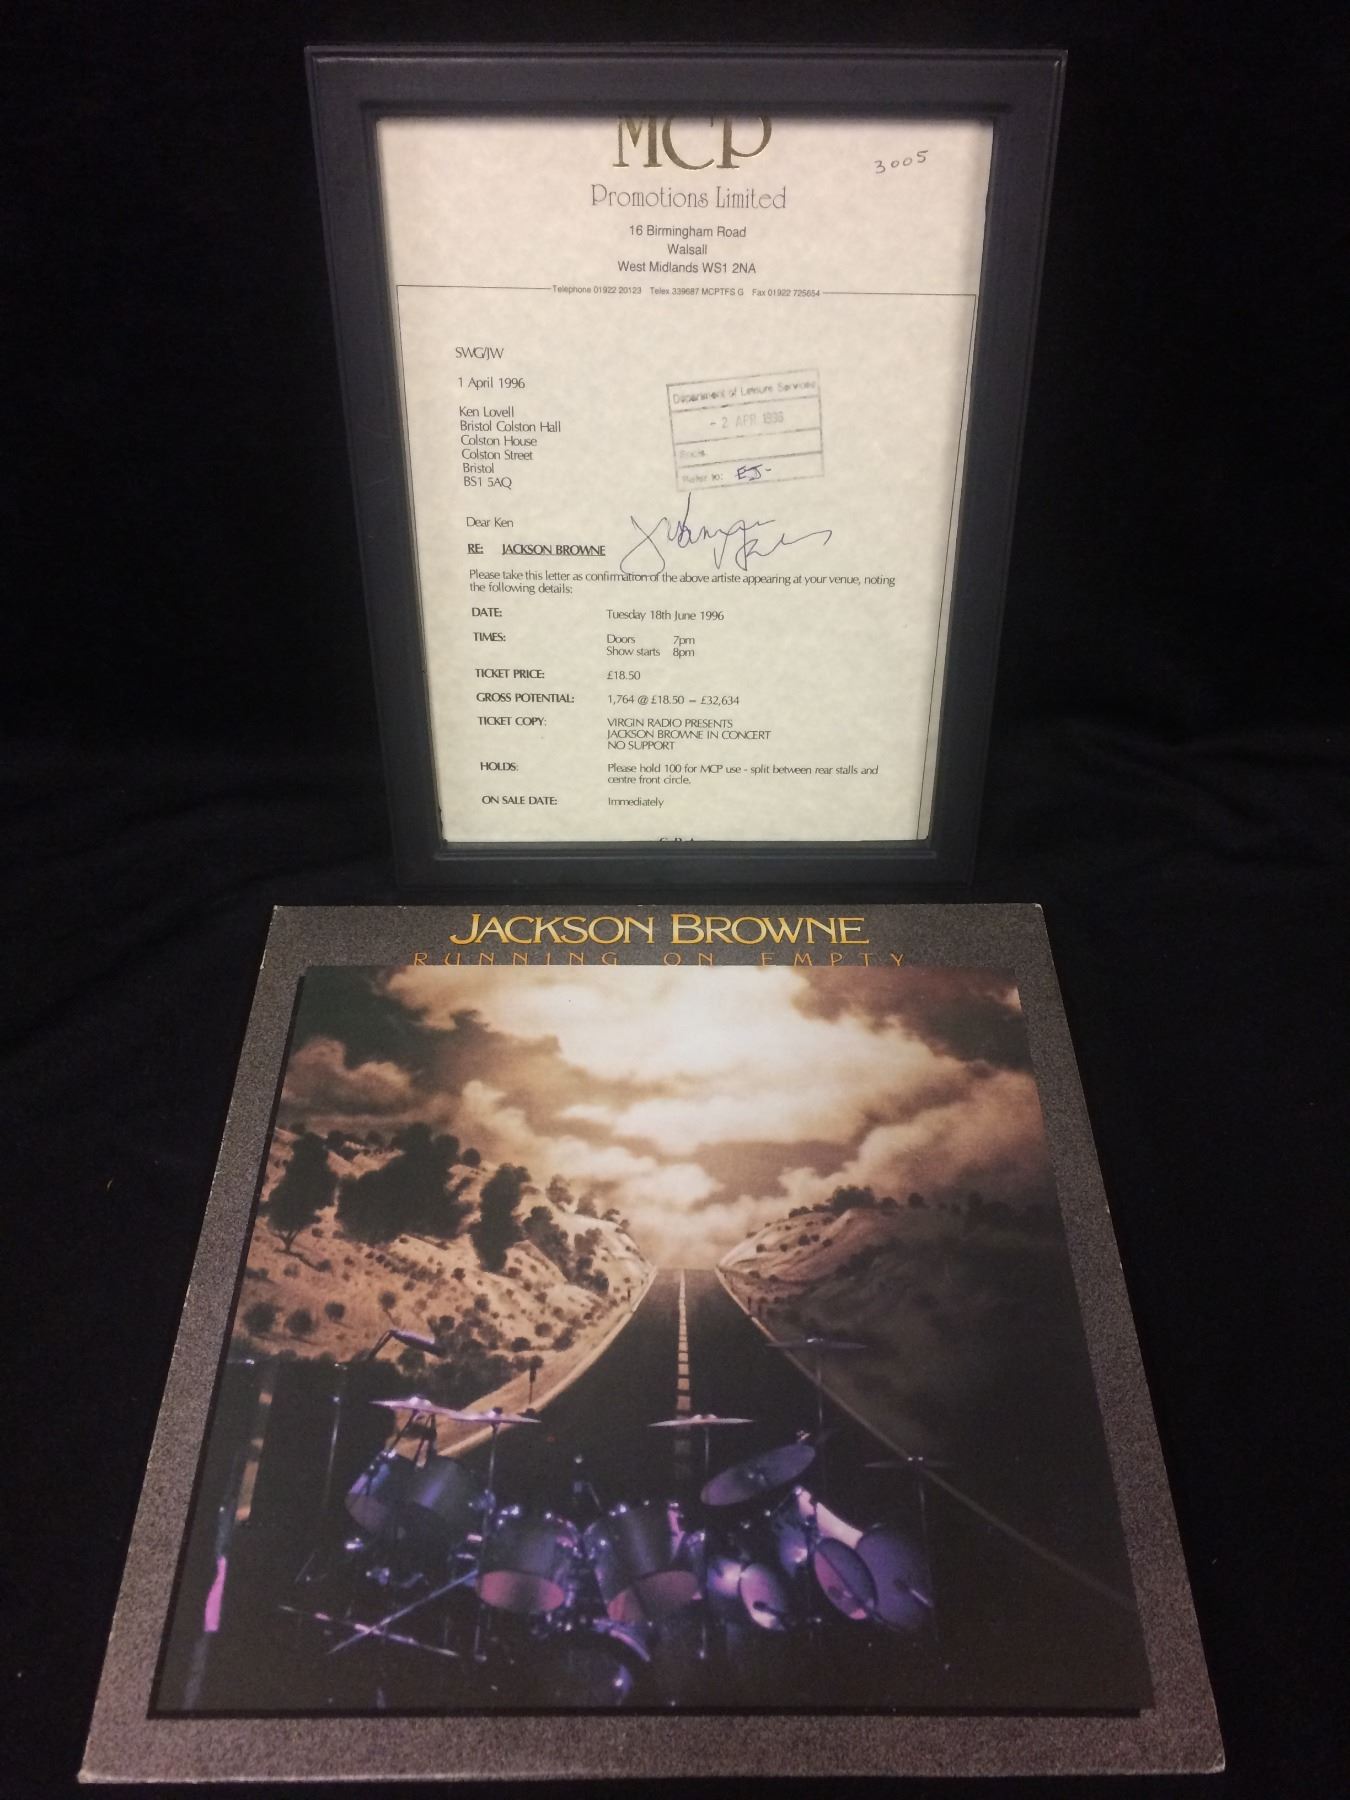 MCP
3005
Promotions Limited
16 Birmingham Road
Walsall
West Midlands WS1 2NA
Telephone 01922 20123 Telex 339687 MCPTFS G Fax 01922 725654
SWG/JW
1 April 1996
Ken Lovell
Bristol Colston Hall
Colston House
Colston Street
Bristol
BS1 5AQ
Department of Leisure Services
- 2 APR 1996
Refer to: EJ-
Dear Ken
RE: JACKSON BROWNE
Please take this letter as confirmation of the above artiste appearing at your venue, noting
the following details:
DATE: Tuesday 18th June 1996
TIMES: Doors 7pm
Show starts 8pm
TICKET PRICE: £18.50
GROSS POTENTIAL: 1,764 @ £18.50 – £32,634
TICKET COPY: VIRGIN RADIO PRESENTS
JACKSON BROWNE IN CONCERT
NO SUPPORT
HOLDS: Please hold 100 for MCP use - split between rear stalls and
centre front circle.
ON SALE DATE: Immediately
JACKSON BROWNE
RUNNING ON EMPTY